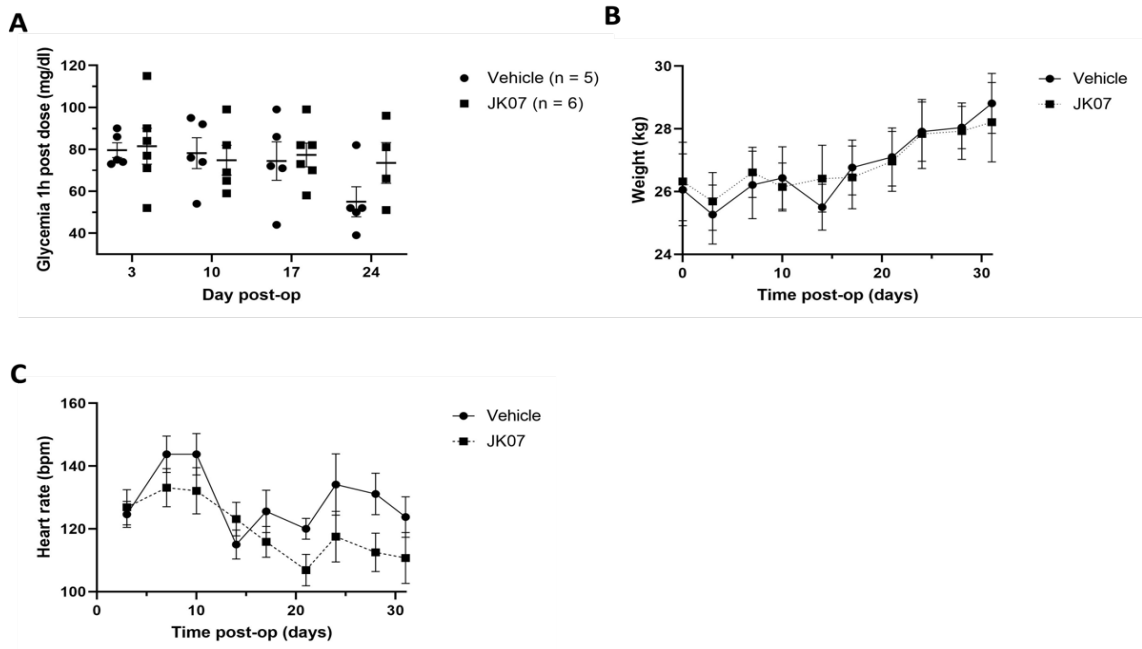 A
Glycemia 1h post dose (mg/dl)
120
100
80
60
40
3 10 17 24
Day post-op
Vehicle (n = 5)
JK07 (n = 6)
B
Weight (kg)
30
28
26
24
0 10 20 30
Time post-op (days)
Vehicle
JK07
C
Heart rate (bpm)
160
140
120
100
0 10 20 30
Time post-op (days)
Vehicle
JK07